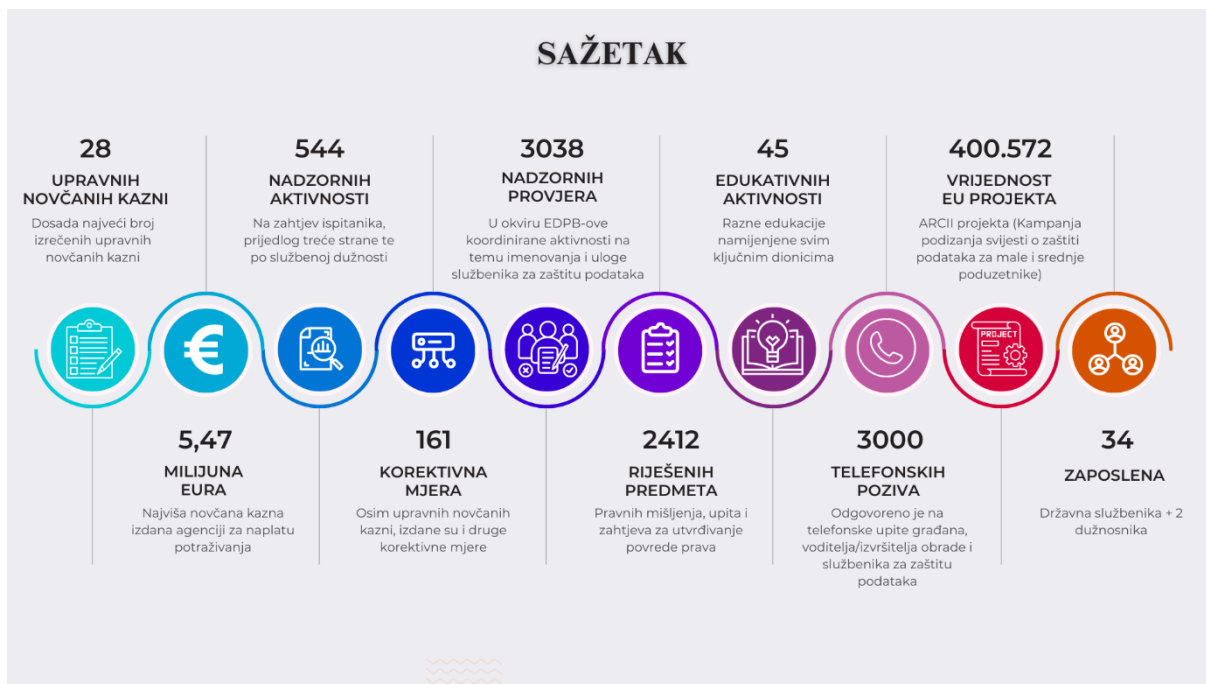 SAŽETAK
28
UPRAVNIH
NOVČANIH KAZNI
Dosada najveći broj
izrečenih upravnih
novčanih kazni
544
NADZORNIH
AKTIVNOSTI
Na zahtjev ispitanika,
prijedlog treće strane te
po službenoj dužnosti
3038
NADZORNIH
PROVJERA
U okviru EDPB-ove
koordinirane aktivnosti na
temu imenovanja i uloge
službenika za zaštitu podataka
45
EDUKATIVNIH
AKTIVNOSTI
Razne edukacije
namijenjene svim
ključnim dionicima
400.572
VRIJEDNOST
EU PROJEKTA
ARCII projekta (Kampanja
podizanja svijesti o zaštiti
podataka za male i srednje
poduzetnike)
PROJECT
5,47
MILIJUNA
EURA
Najviša novčana kazna
izdana agenciji za naplatu
potraživanja
161
KOREKTIVNA
MJERA
Osim upravnih novčanih
kazni, izdane su i druge
korektivne mjere
2412
RIJEŠENIH
PREDMETA
Pravnih mišljenja, upita i
zahtjeva za utvrđivanje
povrede prava
3000
TELEFONSKIH
POZIVA
Odgovoreno je na
telefonske upite građana,
voditelja/izvršitelja obrade i
službenika za zaštitu
podataka
34
ZAPOSLENA
Državna službenika + 2
dužnosnika